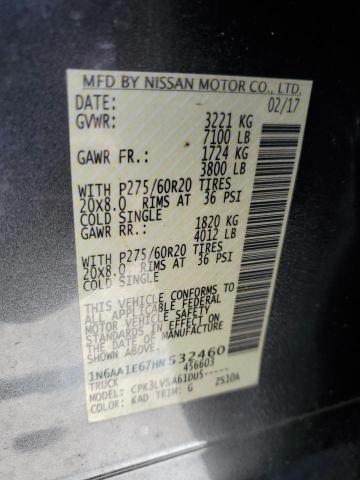 MFD BY NISSAN MOTOR CO., LTD.
DATE: 02/17
GVWR: 3221 KG
7100 LB
GAWR FR.: 1724 KG
3800 LB
WITH P275/60R20 TIRES
20X8.0 RIMS AT 36 PSI
COLD SINGLE
GAWR RR.: 1820 KG
4012 LB
WITH P275/60R20 TIRES
20X8.0 RIMS AT 36 PSI
COLD SINGLE
THIS VEHICLE CONFORMS TO
ALL APPLICABLE FEDERAL
MOTOR VEHICLE SAFETY
STANDARDS IN EFFECT ON
THE DATE OF MANUFACTURE
1N6AA1E67HN532460
TRUCK 456603
MODEL: CPK3LVSA61DU5-----
COLOR: KAD TRIM: G 2510A